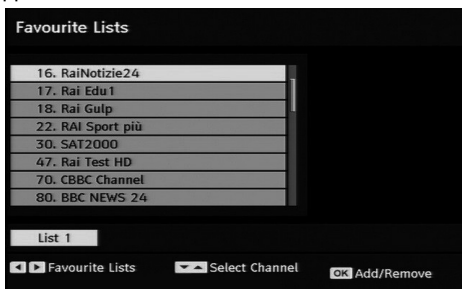 Favourite Lists
16. RaiNotizie24
17. Rai Edu1
18. Rai Gulp
22. RAI Sport più
30. SAT2000
47. Rai Test HD
70. CBBC Channel
80. BBC NEWS 24
List 1
Favourite Lists Select Channel OK Add/Remove